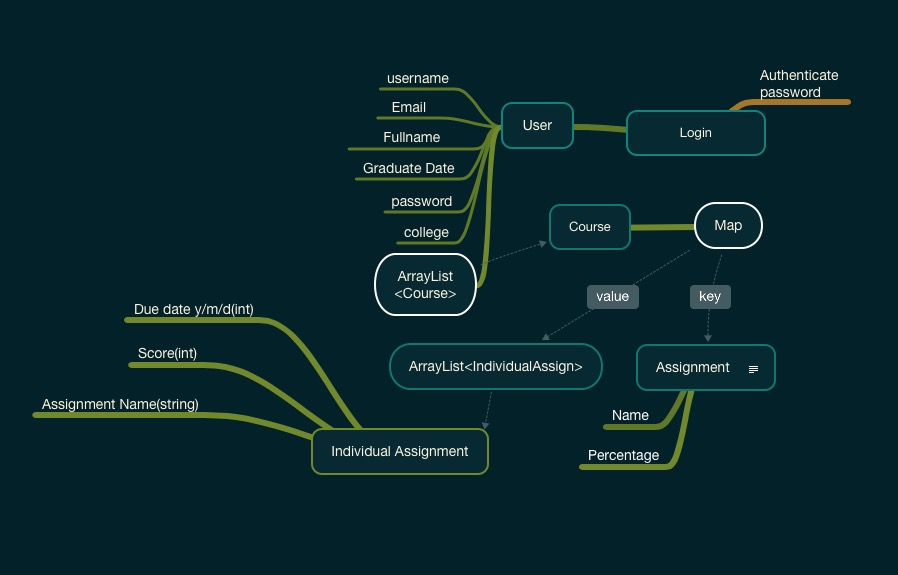 username
Email
Fullname
Graduate Date
password
college
ArrayList
<Course>
User
Login
Authenticate
password
Course
Map
value
key
ArrayList<IndividualAssign>
Assignment
Name
Percentage
Due date y/m/d(int)
Score(int)
Assignment Name(string)
Individual Assignment